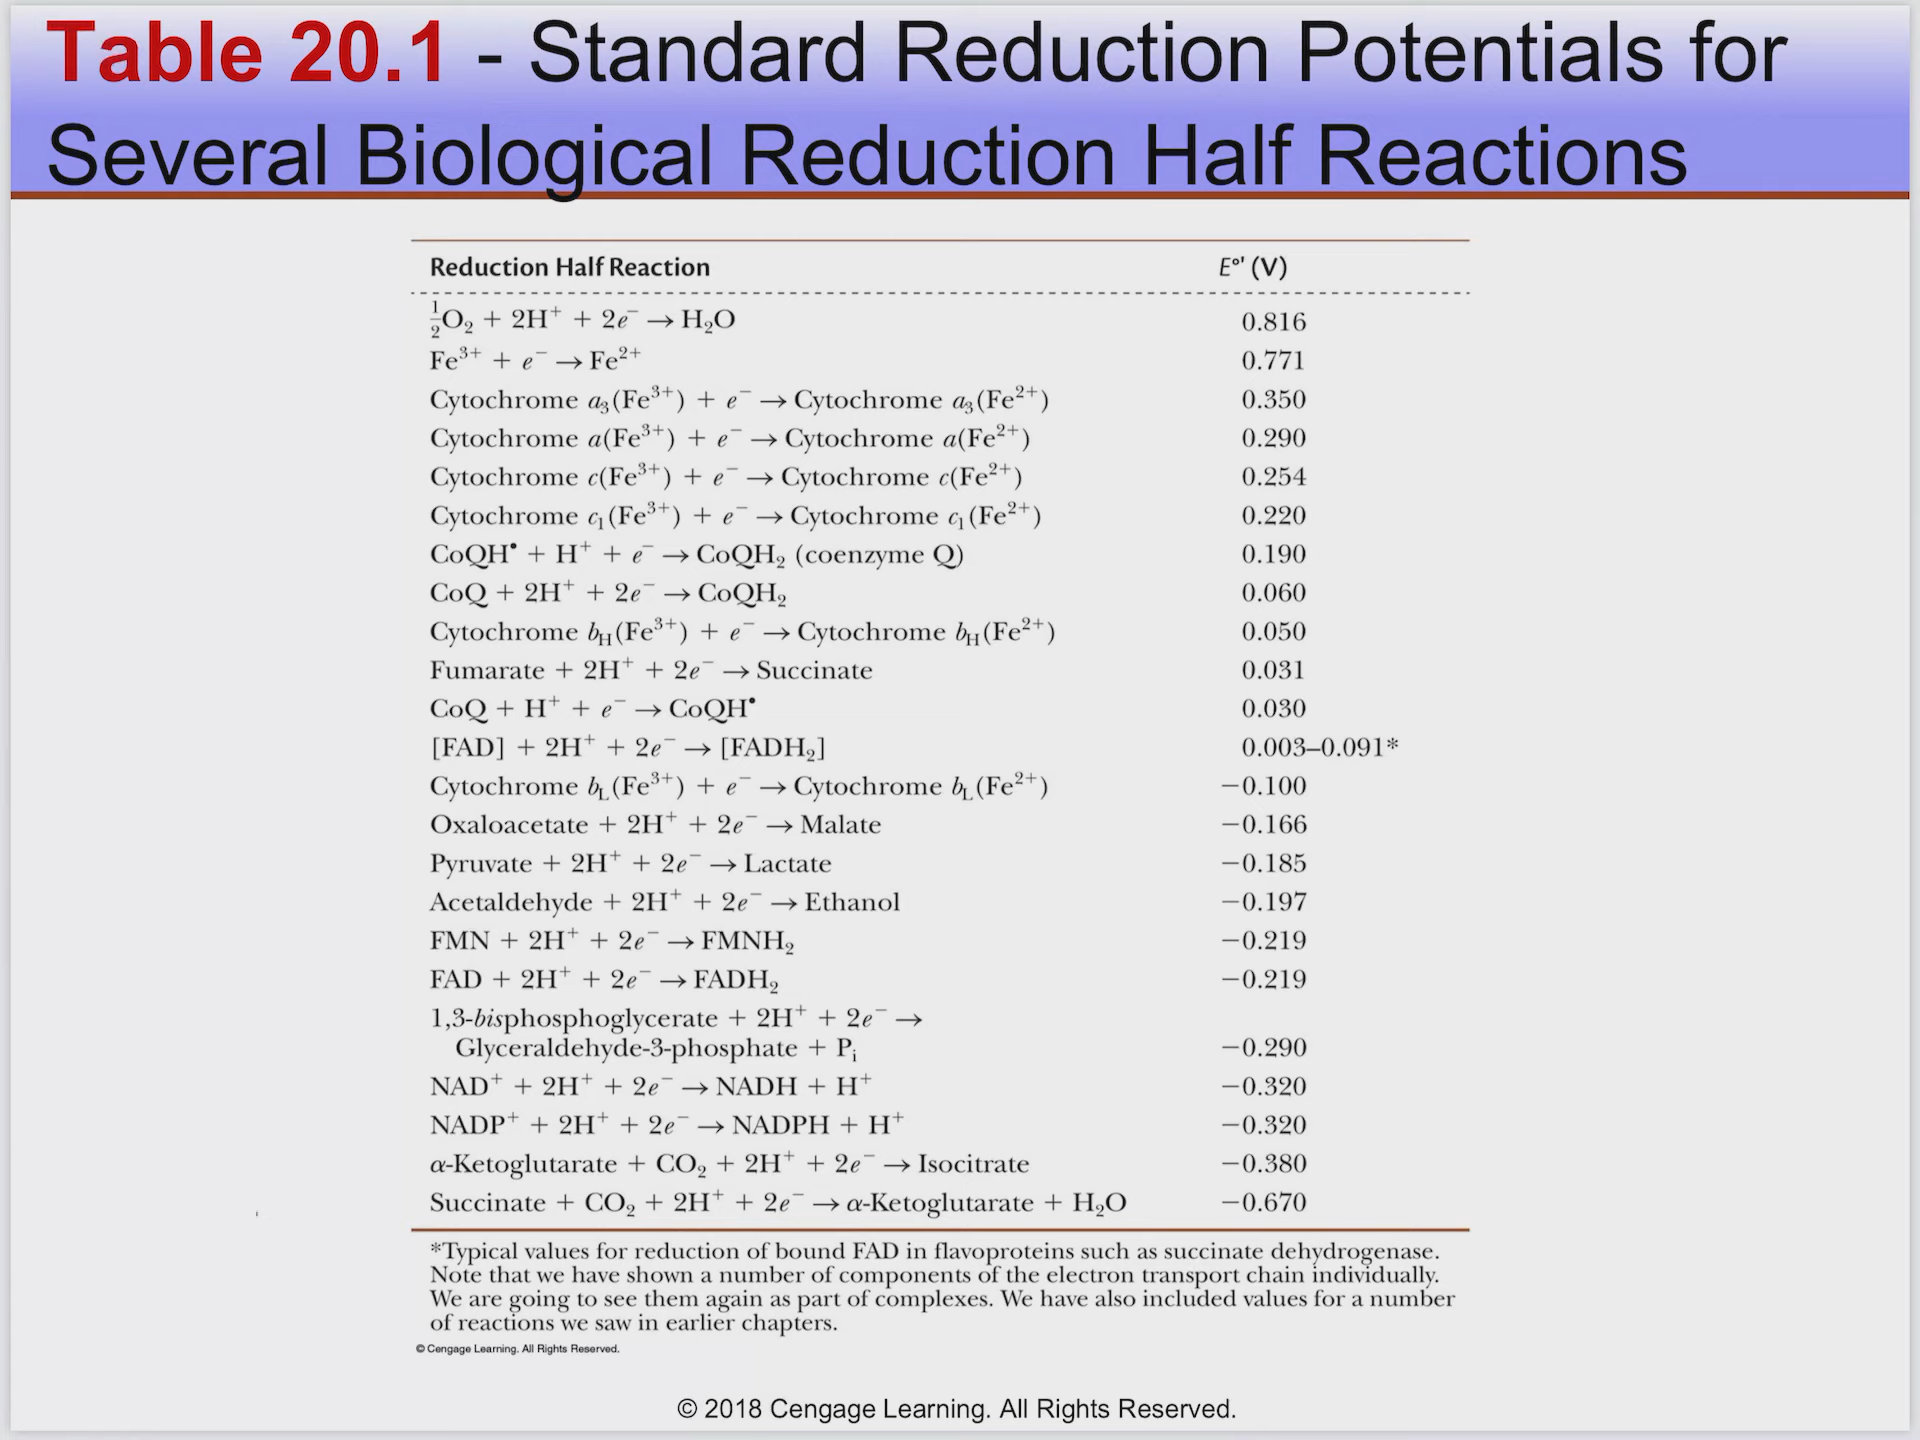 Table 20.1 - Standard Reduction Potentials for
Several Biological Reduction Half Reactions
Reduction Half Reaction E°' (V)
½O₂ + 2H⁺ + 2e⁻ → H₂O 0.816
Fe³⁺ + e⁻ → Fe²⁺ 0.771
Cytochrome a₃(Fe³⁺) + e⁻ → Cytochrome a₃(Fe²⁺) 0.350
Cytochrome a(Fe³⁺) + e⁻ → Cytochrome a(Fe²⁺) 0.290
Cytochrome c(Fe³⁺) + e⁻ → Cytochrome c(Fe²⁺) 0.254
Cytochrome c₁(Fe³⁺) + e⁻ → Cytochrome c₁(Fe²⁺) 0.220
CoQH• + H⁺ + e⁻ → CoQH₂ (coenzyme Q) 0.190
CoQ + 2H⁺ + 2e⁻ → CoQH₂ 0.060
Cytochrome b_H(Fe³⁺) + e⁻ → Cytochrome b_H(Fe²⁺) 0.050
Fumarate + 2H⁺ + 2e⁻ → Succinate 0.031
CoQ + H⁺ + e⁻ → CoQH• 0.030
[FAD] + 2H⁺ + 2e⁻ → [FADH₂] 0.003–0.091*
Cytochrome b_L(Fe³⁺) + e⁻ → Cytochrome b_L(Fe²⁺) −0.100
Oxaloacetate + 2H⁺ + 2e⁻ → Malate −0.166
Pyruvate + 2H⁺ + 2e⁻ → Lactate −0.185
Acetaldehyde + 2H⁺ + 2e⁻ → Ethanol −0.197
FMN + 2H⁺ + 2e⁻ → FMNH₂ −0.219
FAD + 2H⁺ + 2e⁻ → FADH₂ −0.219
1,3-bisphosphoglycerate + 2H⁺ + 2e⁻ →
Glyceraldehyde-3-phosphate + Pᵢ −0.290
NAD⁺ + 2H⁺ + 2e⁻ → NADH + H⁺ −0.320
NADP⁺ + 2H⁺ + 2e⁻ → NADPH + H⁺ −0.320
α-Ketoglutarate + CO₂ + 2H⁺ + 2e⁻ → Isocitrate −0.380
Succinate + CO₂ + 2H⁺ + 2e⁻ → α-Ketoglutarate + H₂O −0.670
*Typical values for reduction of bound FAD in flavoproteins such as succinate dehydrogenase.
Note that we have shown a number of components of the electron transport chain individually.
We are going to see them again as part of complexes. We have also included values for a number
of reactions we saw in earlier chapters.
© Cengage Learning. All Rights Reserved.
© 2018 Cengage Learning. All Rights Reserved.